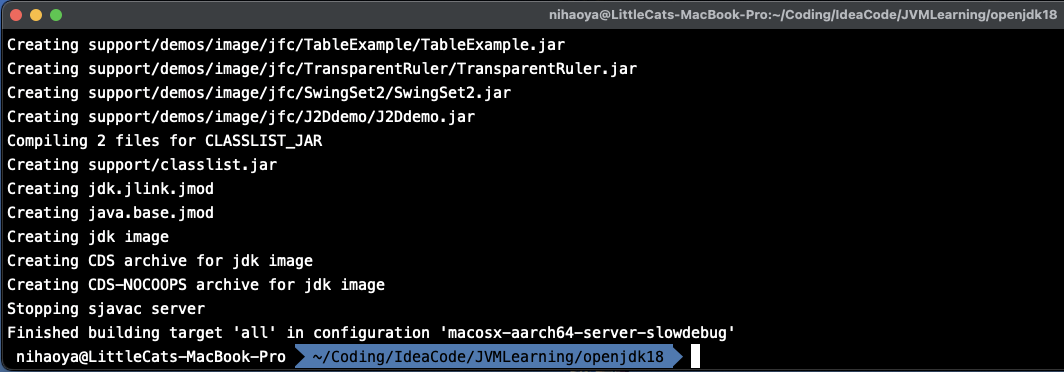 nihaoya@LittleCats-MacBook-Pro:~/Coding/IdeaCode/JVMLearning/openjdk18
Creating support/demos/image/jfc/TableExample/TableExample.jar
Creating support/demos/image/jfc/TransparentRuler/TransparentRuler.jar
Creating support/demos/image/jfc/SwingSet2/SwingSet2.jar
Creating support/demos/image/jfc/J2Ddemo/J2Ddemo.jar
Compiling 2 files for CLASSLIST_JAR
Creating support/classlist.jar
Creating jdk.jlink.jmod
Creating java.base.jmod
Creating jdk image
Creating CDS archive for jdk image
Creating CDS-NOCOOPS archive for jdk image
Stopping sjavac server
Finished building target 'all' in configuration 'macosx-aarch64-server-slowdebug'
nihaoya@LittleCats-MacBook-Pro ~/Coding/IdeaCode/JVMLearning/openjdk18